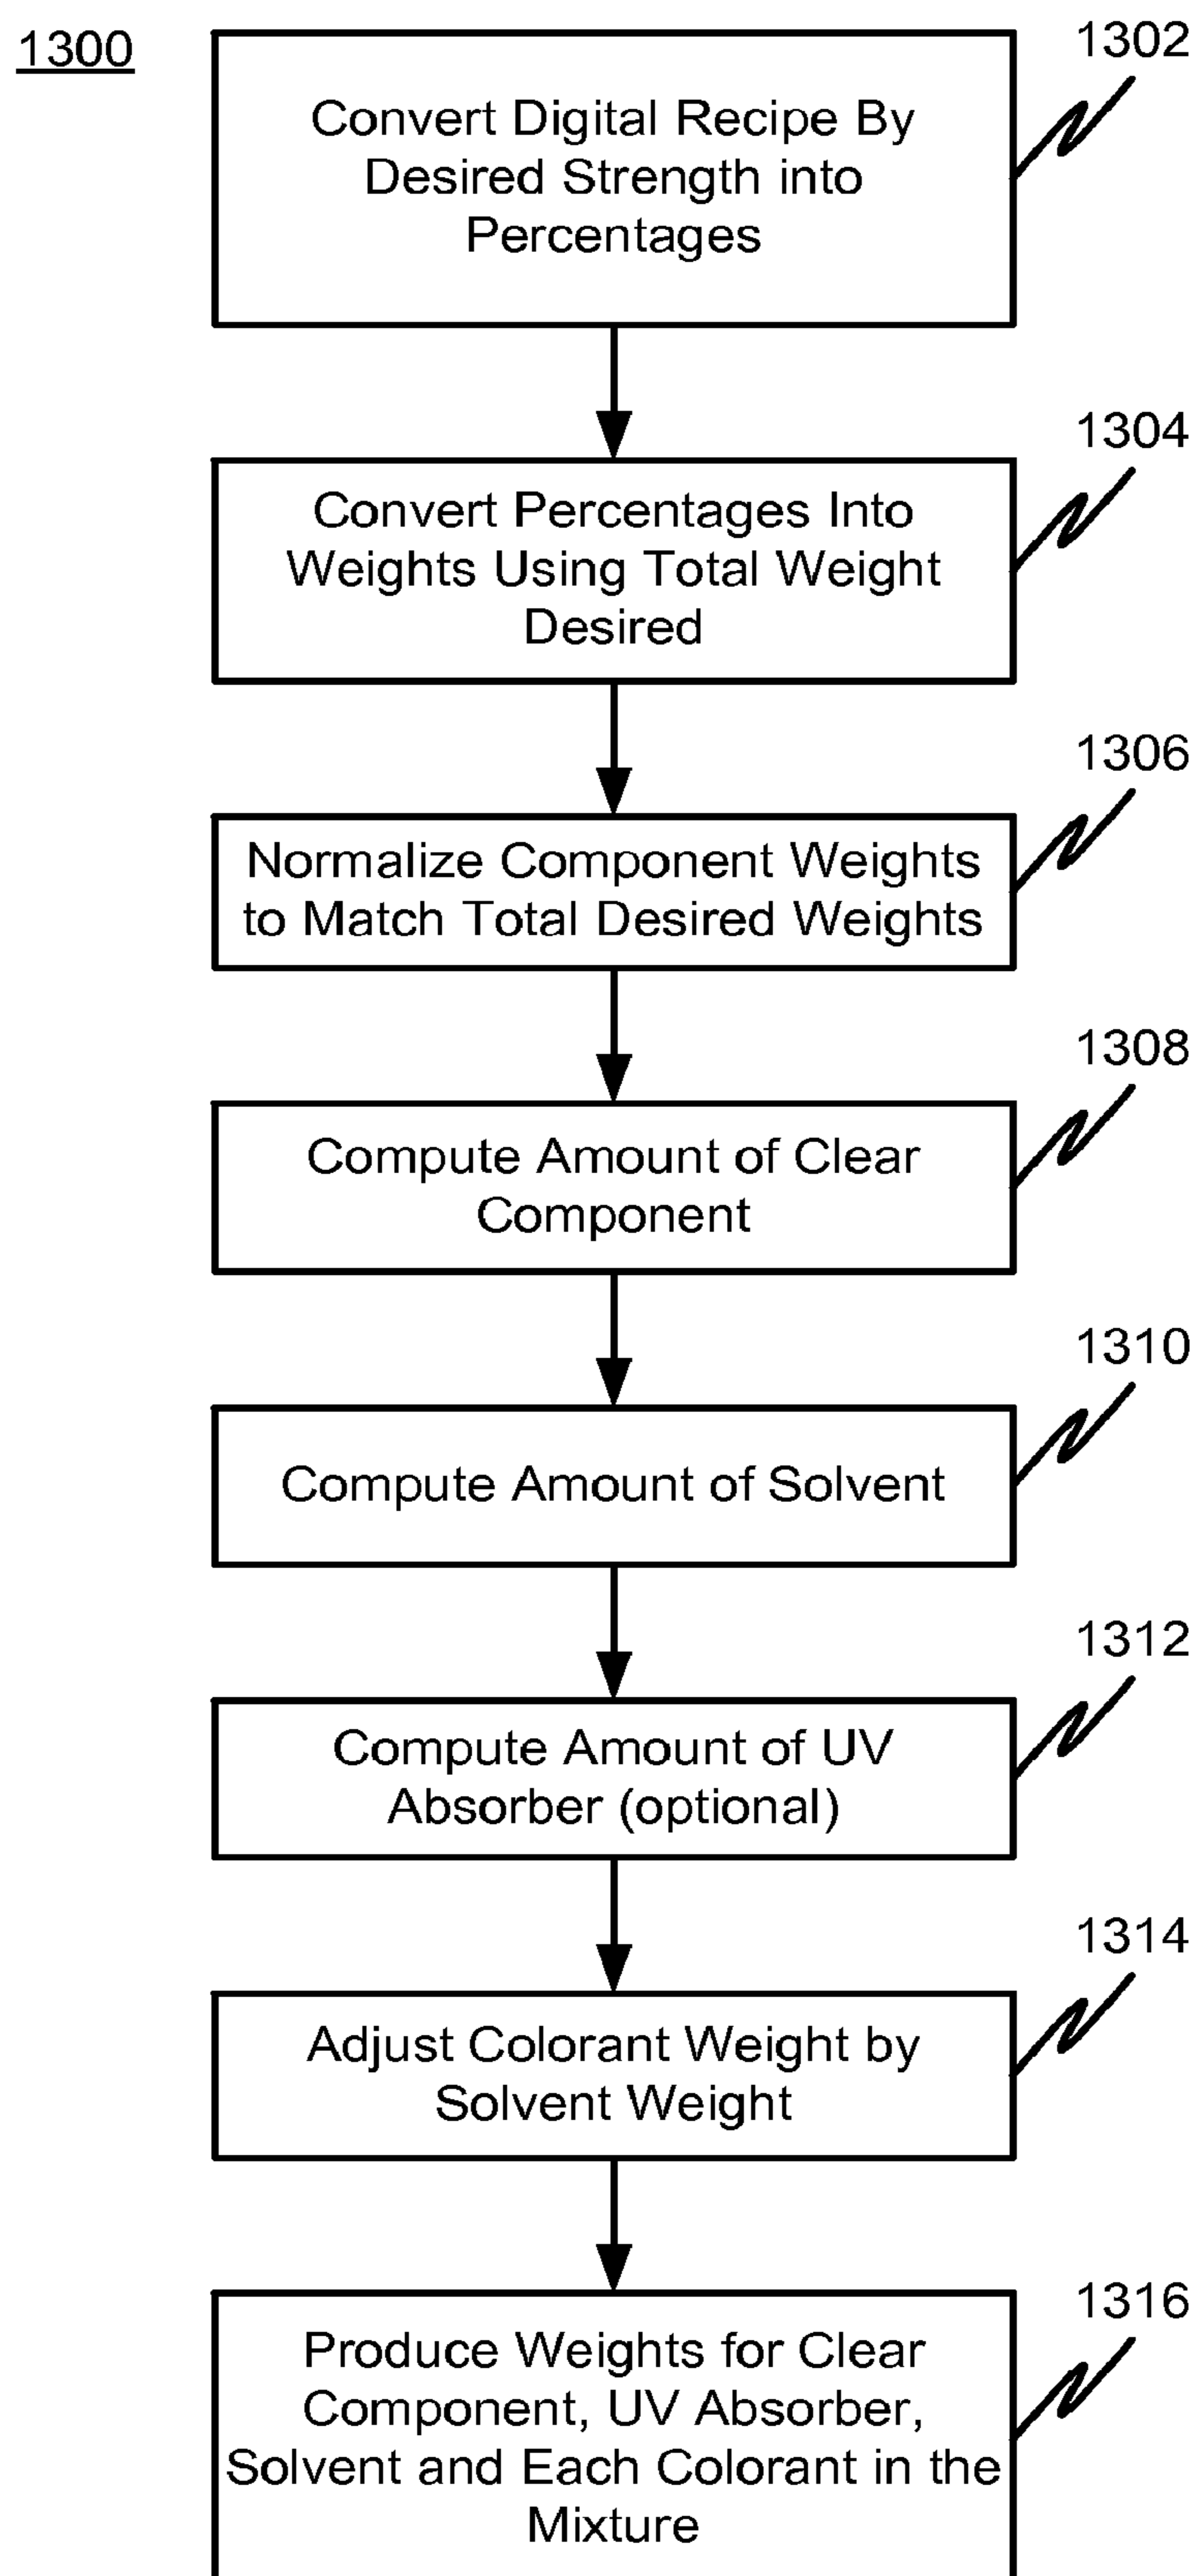 1300
1302
Convert Digital Recipe By
Desired Strength into
Percentages
1304
Convert Percentages Into
Weights Using Total Weight
Desired
1306
Normalize Component Weights
to Match Total Desired Weights
1308
Compute Amount of Clear
Component
1310
Compute Amount of Solvent
1312
Compute Amount of UV
Absorber (optional)
1314
Adjust Colorant Weight by
Solvent Weight
1316
Produce Weights for Clear
Component, UV Absorber,
Solvent and Each Colorant in the
Mixture